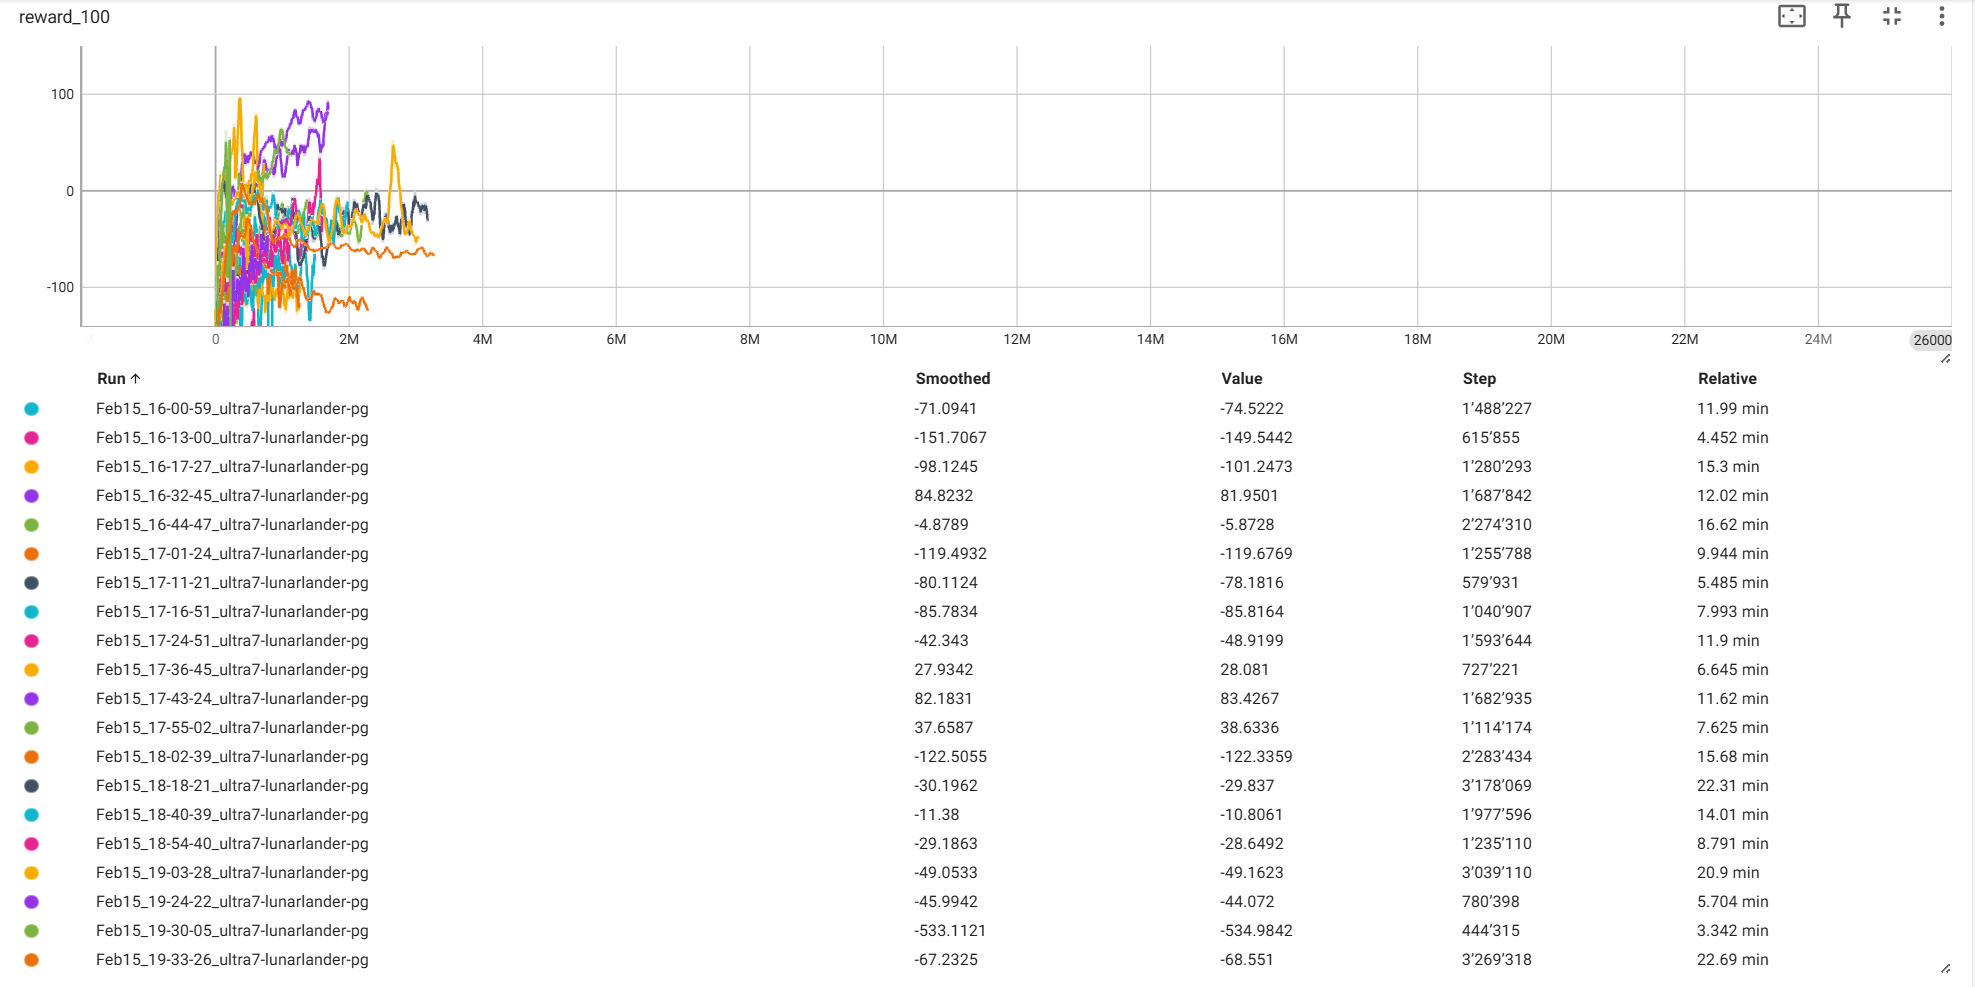 reward_100
100
0
-100
0 2M 4M 6M 8M 10M 12M 14M 16M 18M 20M 22M 24M 26000
Run ↑ Smoothed Value Step Relative
Feb15_16-00-59_ultra7-lunarlander-pg -71.0941 -74.5222 1’488’227 11.99 min
Feb15_16-13-00_ultra7-lunarlander-pg -151.7067 -149.5442 615’855 4.452 min
Feb15_16-17-27_ultra7-lunarlander-pg -98.1245 -101.2473 1’280’293 15.3 min
Feb15_16-32-45_ultra7-lunarlander-pg 84.8232 81.9501 1’687’842 12.02 min
Feb15_16-44-47_ultra7-lunarlander-pg -4.8789 -5.8728 2’274’310 16.62 min
Feb15_17-01-24_ultra7-lunarlander-pg -119.4932 -119.6769 1’255’788 9.944 min
Feb15_17-11-21_ultra7-lunarlander-pg -80.1124 -78.1816 579’931 5.485 min
Feb15_17-16-51_ultra7-lunarlander-pg -85.7834 -85.8164 1’040’907 7.993 min
Feb15_17-24-51_ultra7-lunarlander-pg -42.343 -48.9199 1’593’644 11.9 min
Feb15_17-36-45_ultra7-lunarlander-pg 27.9342 28.081 727’221 6.645 min
Feb15_17-43-24_ultra7-lunarlander-pg 82.1831 83.4267 1’682’935 11.62 min
Feb15_17-55-02_ultra7-lunarlander-pg 37.6587 38.6336 1’114’174 7.625 min
Feb15_18-02-39_ultra7-lunarlander-pg -122.5055 -122.3359 2’283’434 15.68 min
Feb15_18-18-21_ultra7-lunarlander-pg -30.1962 -29.837 3’178’069 22.31 min
Feb15_18-40-39_ultra7-lunarlander-pg -11.38 -10.8061 1’977’596 14.01 min
Feb15_18-54-40_ultra7-lunarlander-pg -29.1863 -28.6492 1’235’110 8.791 min
Feb15_19-03-28_ultra7-lunarlander-pg -49.0533 -49.1623 3’039’110 20.9 min
Feb15_19-24-22_ultra7-lunarlander-pg -45.9942 -44.072 780’398 5.704 min
Feb15_19-30-05_ultra7-lunarlander-pg -533.1121 -534.9842 444’315 3.342 min
Feb15_19-33-26_ultra7-lunarlander-pg -67.2325 -68.551 3’269’318 22.69 min